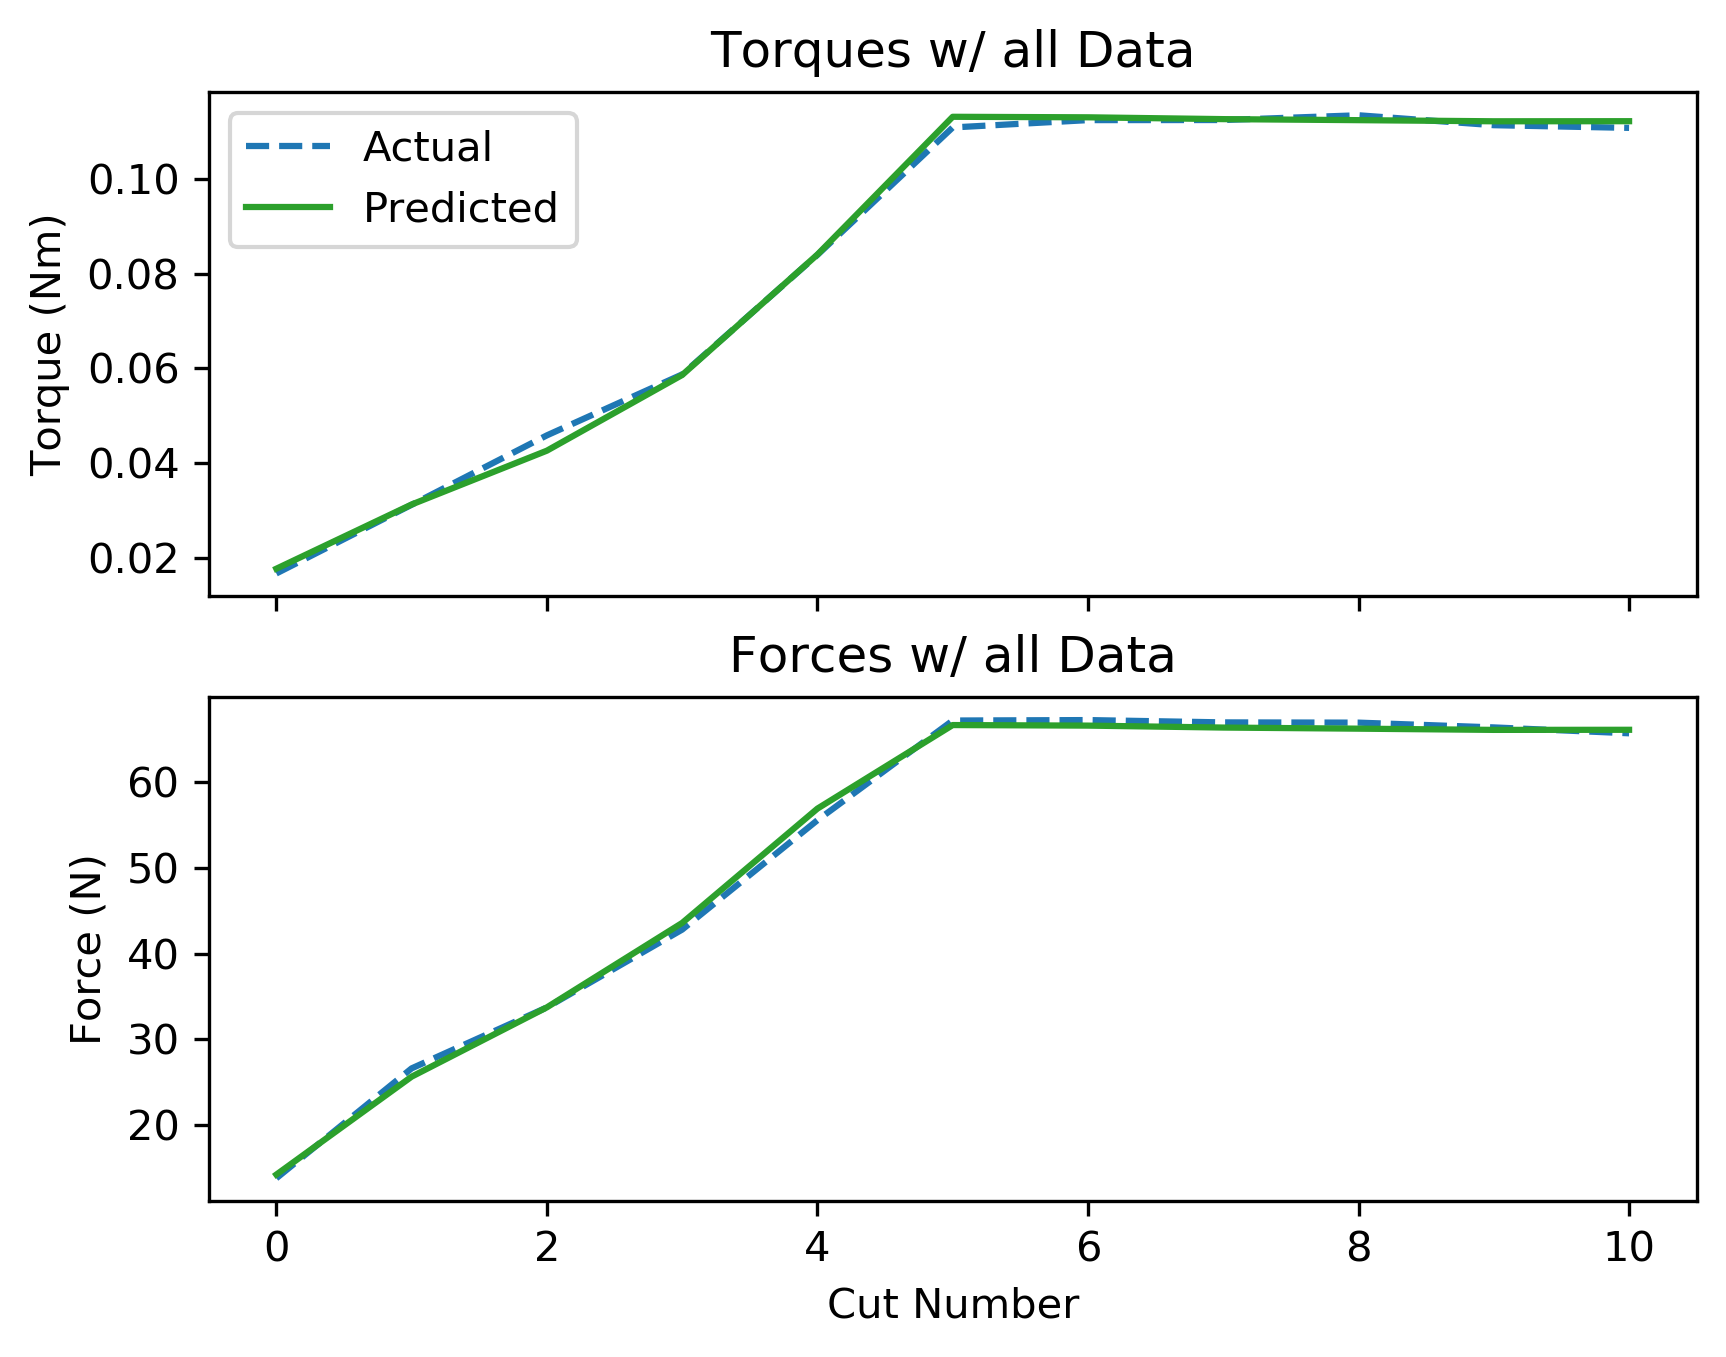 Torques w/ all Data
Actual
Predicted
0.10
0.08
0.06
0.04
0.02
Torque (Nm)
Forces w/ all Data
60
50
40
30
20
Force (N)
0 2 4 6 8 10
Cut Number